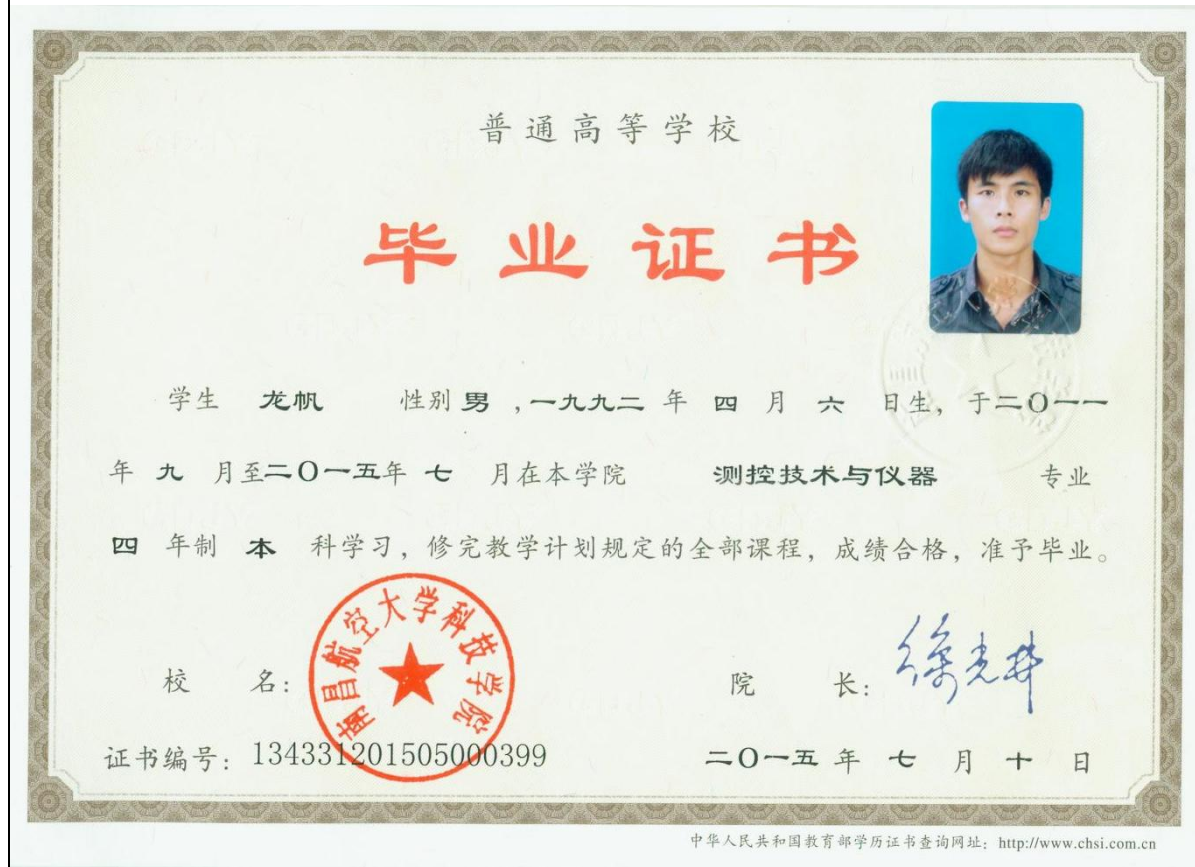 普通高等学校
毕业证书
学生 龙帆 性别 男 ,一九九二 年 四 月 六 日生, 于二〇一一
年 九 月至二〇一五年 七 月在本学院 测控技术与仪器 专业
四 年制 本 科学习, 修完教学计划规定的全部课程, 成绩合格, 准予毕业。
南昌航空大学科技学院
校 名:
院 长: 徐光井
证书编号: 134331201505000399
二〇一五 年 七 月 十 日
中华人民共和国教育部学历证书查询网址: http://www.chsi.com.cn